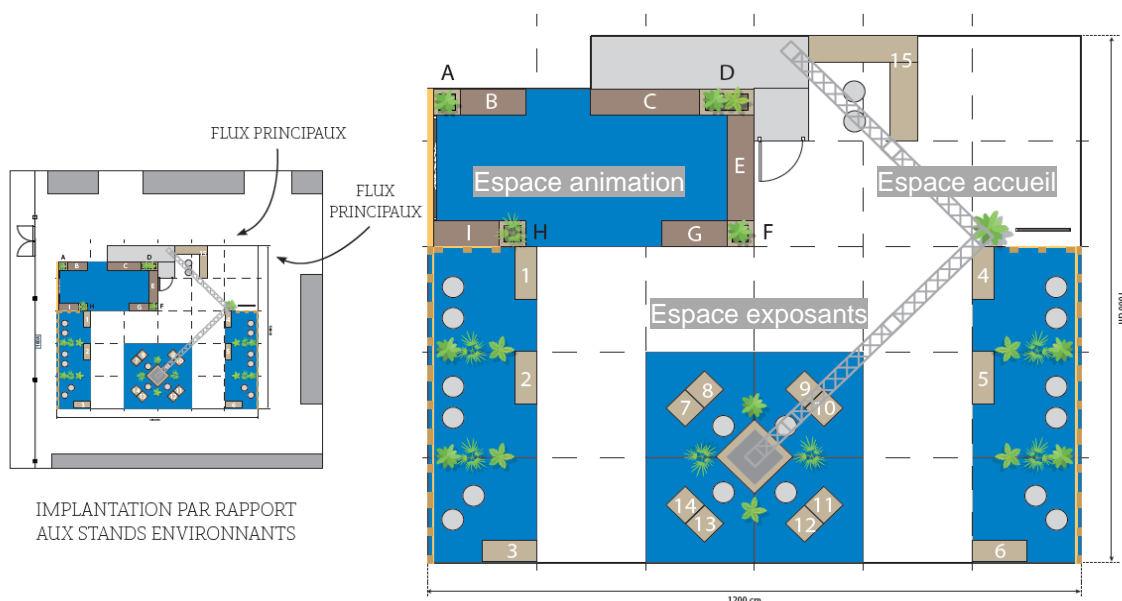 FLUX PRINCIPAUX
FLUX
PRINCIPAUX
IMPLANTATION PAR RAPPORT
AUX STANDS ENVIRONNANTS
A
B
C
D
15
E
Espace animation
Espace accueil
I
H
G
F
1
4
Espace exposants
2
5
8
9
7
10
14
11
13
12
3
6
1200 cm